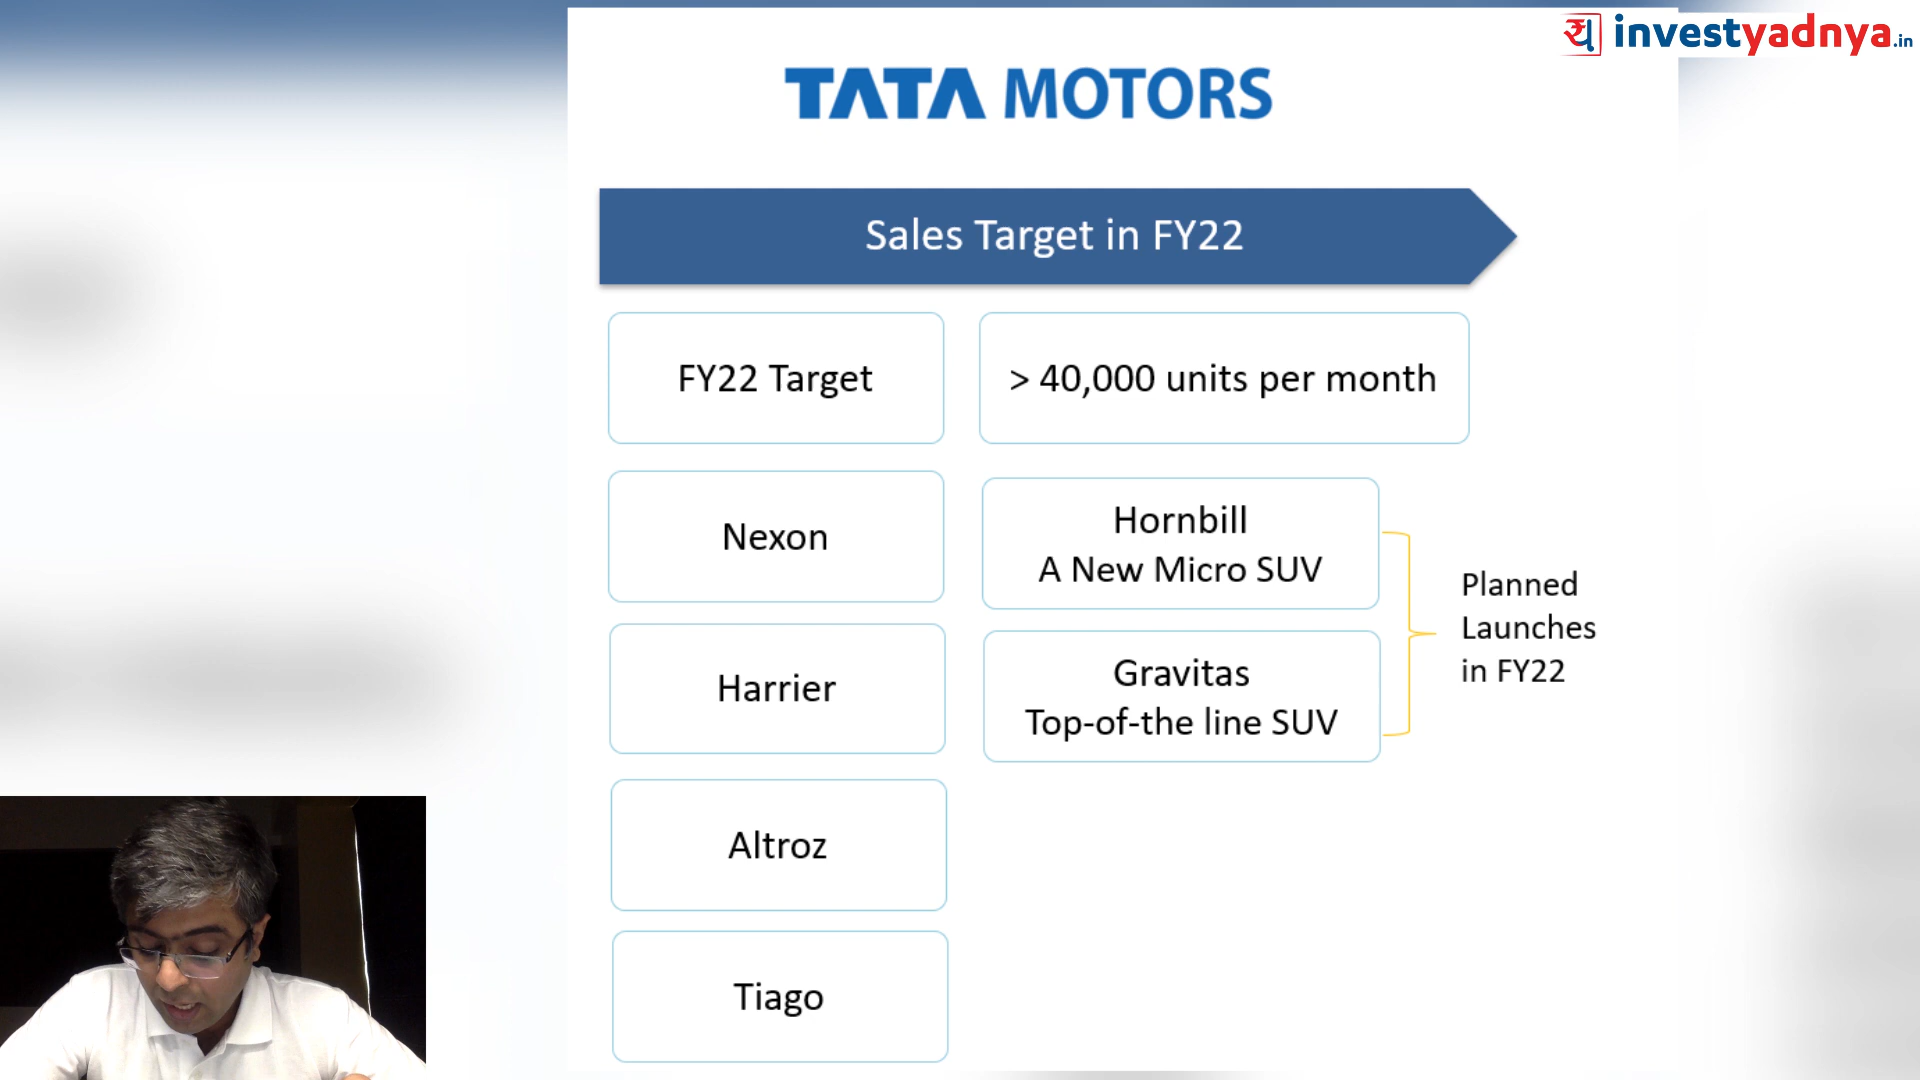 य investyadnya.in
TATA MOTORS
Sales Target in FY22
FY22 Target
> 40,000 units per month
Nexon
Hornbill
A New Micro SUV
Harrier
Gravitas
Top-of-the line SUV
Planned
Launches
in FY22
Altroz
Tiago